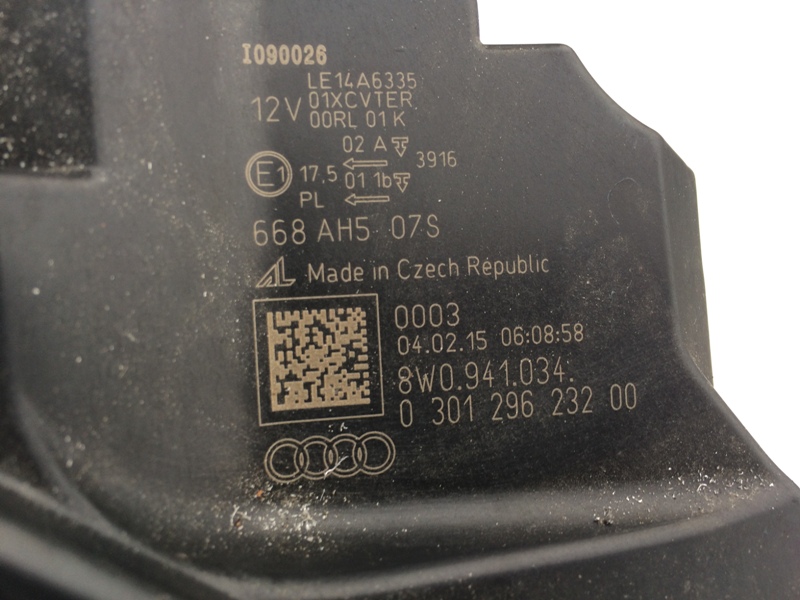 I090026
LE14A6335
12V 01XCVTER
00RL 01K
02 A
E1 17.5 3916
01 1b
PL
668 AH5 07S
AL Made in Czech Republic
0003
04.02.15 06:08:58
8W0.941.034.
0 301 296 232 00